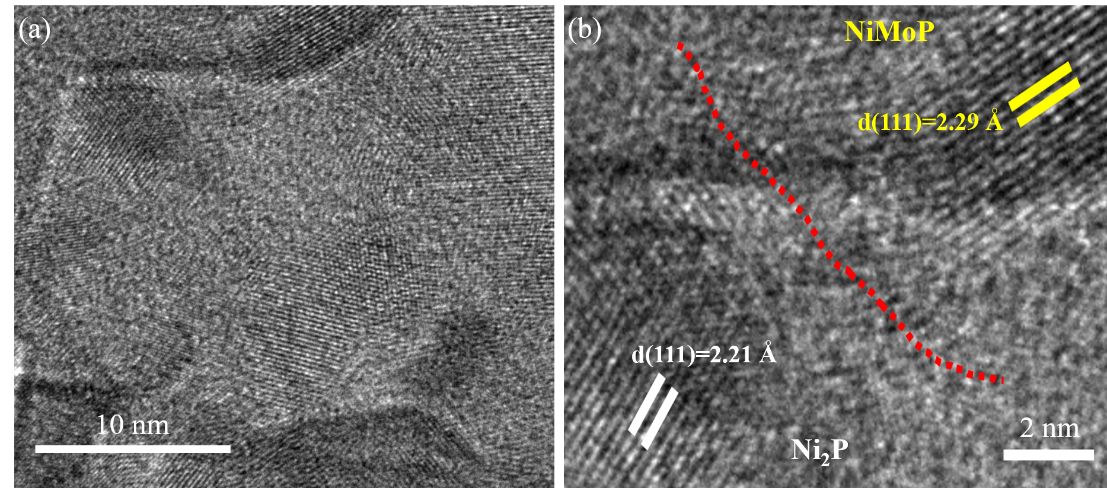 (a)
10 nm
(b)
NiMoP
d(111)=2.29 Å
d(111)=2.21 Å
Ni₂P
2 nm